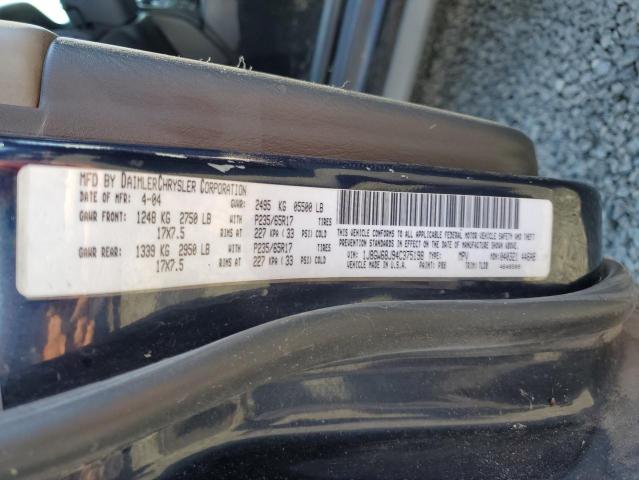 MFD BY DAIMLERCHRYSLER CORPORATION
DATE OF MFR: 4-04 GVWR: 2495 KG 05500 LB
GAWR FRONT: 1248 KG 2750 LB WITH P235/65R17 TIRES
17X7.5 RIMS AT 227 KPA ( 33 PSI) COLD
GAWR REAR: 1339 KG 2950 LB WITH P235/65R17 TIRES
17X7.5 RIMS AT 227 KPA ( 33 PSI) COLD
THIS VEHICLE CONFORMS TO ALL APPLICABLE FEDERAL MOTOR VEHICLE SAFETY AND THEFT
PREVENTION STANDARDS IN EFFECT ON THE DATE OF MANUFACTURE SHOWN ABOVE.
VIN: TYPE: MPV MDH:
VEHICLE MADE IN U.S.A. PAINT: TRIM: